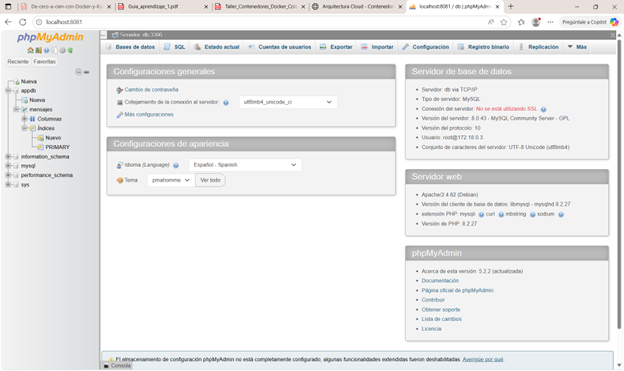 De-cero-a-cien-con-Docker-y-Ku
Guia_aprendizaje_1.pdf
Taller_Contenedores_Docker_Co
Arquitectura Cloud - Contenedor
localhost:8081 / db | phpMyAdm
localhost:8081
Pregúntale a Copilot
phpMyAdmin
Reciente Favoritas
Nueva
appdb
Nueva
mensajes
Columnas
Índices
Nuevo
PRIMARY
information_schema
mysql
performance_schema
sys
Servidor: db:3306
Bases de datos SQL Estado actual Cuentas de usuarios Exportar Importar Configuración Registro binario Replicación Más
Configuraciones generales
Cambio de contraseña
Cotejamiento de la conexión al servidor: utf8mb4_unicode_ci
Más configuraciones
Configuraciones de apariencia
Idioma (Language) Español - Spanish
Tema pmahomme Ver todo
Servidor de base de datos
Servidor: db via TCP/IP
Tipo de servidor: MySQL
Conexión del servidor: No se está utilizando SSL
Versión del servidor: 8.0.43 - MySQL Community Server - GPL
Versión del protocolo: 10
Usuario: root@172.18.0.3
Conjunto de caracteres del servidor: UTF-8 Unicode (utf8mb4)
Servidor web
Apache/2.4.62 (Debian)
Versión del cliente de base de datos: libmysql - mysqlnd 8.2.27
extensión PHP: mysqli curl mbstring sodium
Versión de PHP: 8.2.27
phpMyAdmin
Acerca de esta versión: 5.2.2 (actualizada)
Documentación
Página oficial de phpMyAdmin
Contribuir
Obtener soporte
Lista de cambios
Licencia
El almacenamiento de configuración phpMyAdmin no está completamente configurado, algunas funcionalidades extendidas fueron deshabilitadas. Averigüe por qué.
Consola